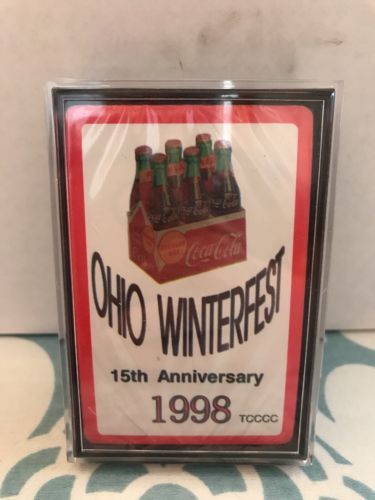 Coca-Cola
OHIO WINTERFEST
15th Anniversary
1998 TCCCC